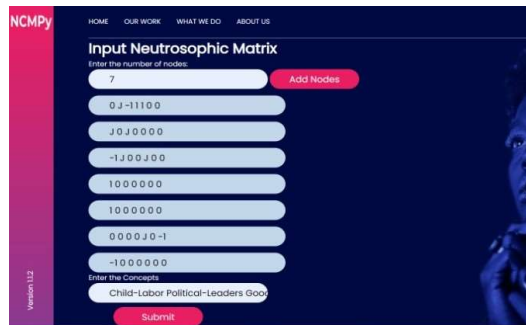 NCMPy
HOME OUR WORK WHAT WE DO ABOUT US
Input Neutrosophic Matrix
Enter the number of nodes:
7 Add Nodes
0 J -1 1 1 0 0
J 0 J 0 0 0 0
-1 J 0 0 J 0 0
1 0 0 0 0 0 0
1 0 0 0 0 0 0
0 0 0 0 J 0 -1
-1 0 0 0 0 0 0
Enter the Concepts
Child-Labor Political-Leaders Good
Submit
Version 1.1.2